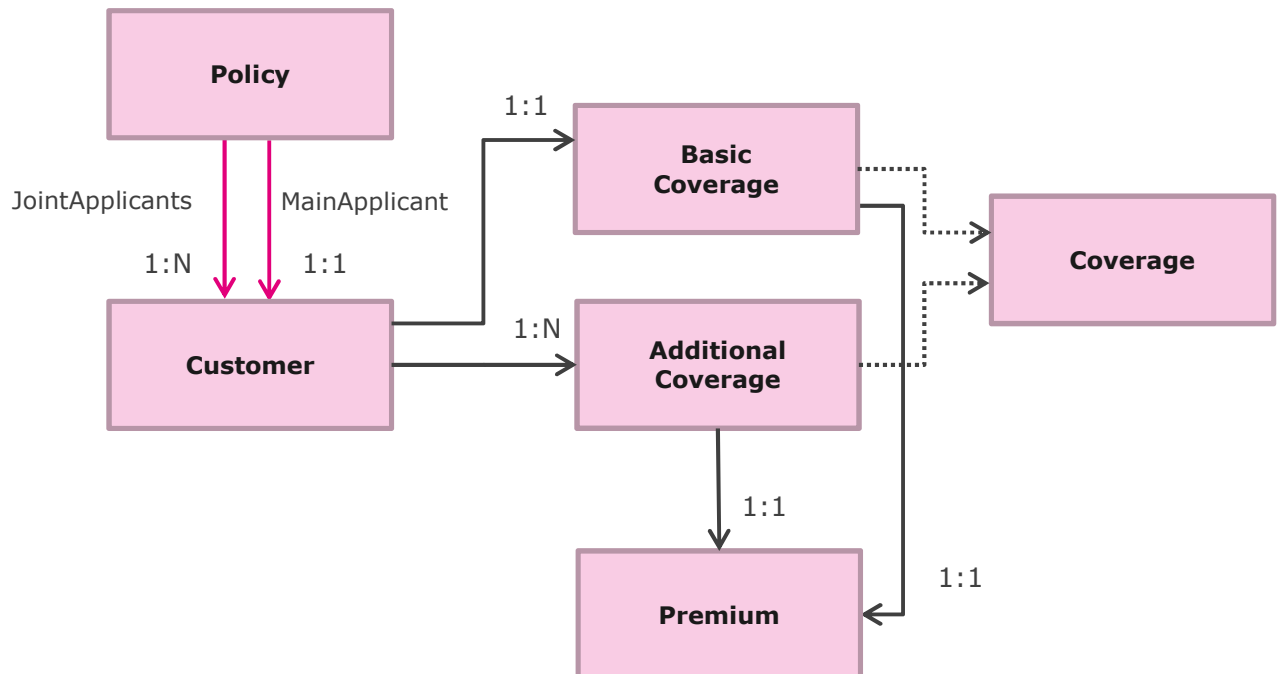 Policy
1:1
Basic
Coverage
JointApplicants
MainApplicant
Coverage
1:N
1:1
1:N
Customer
Additional
Coverage
1:1
1:1
Premium